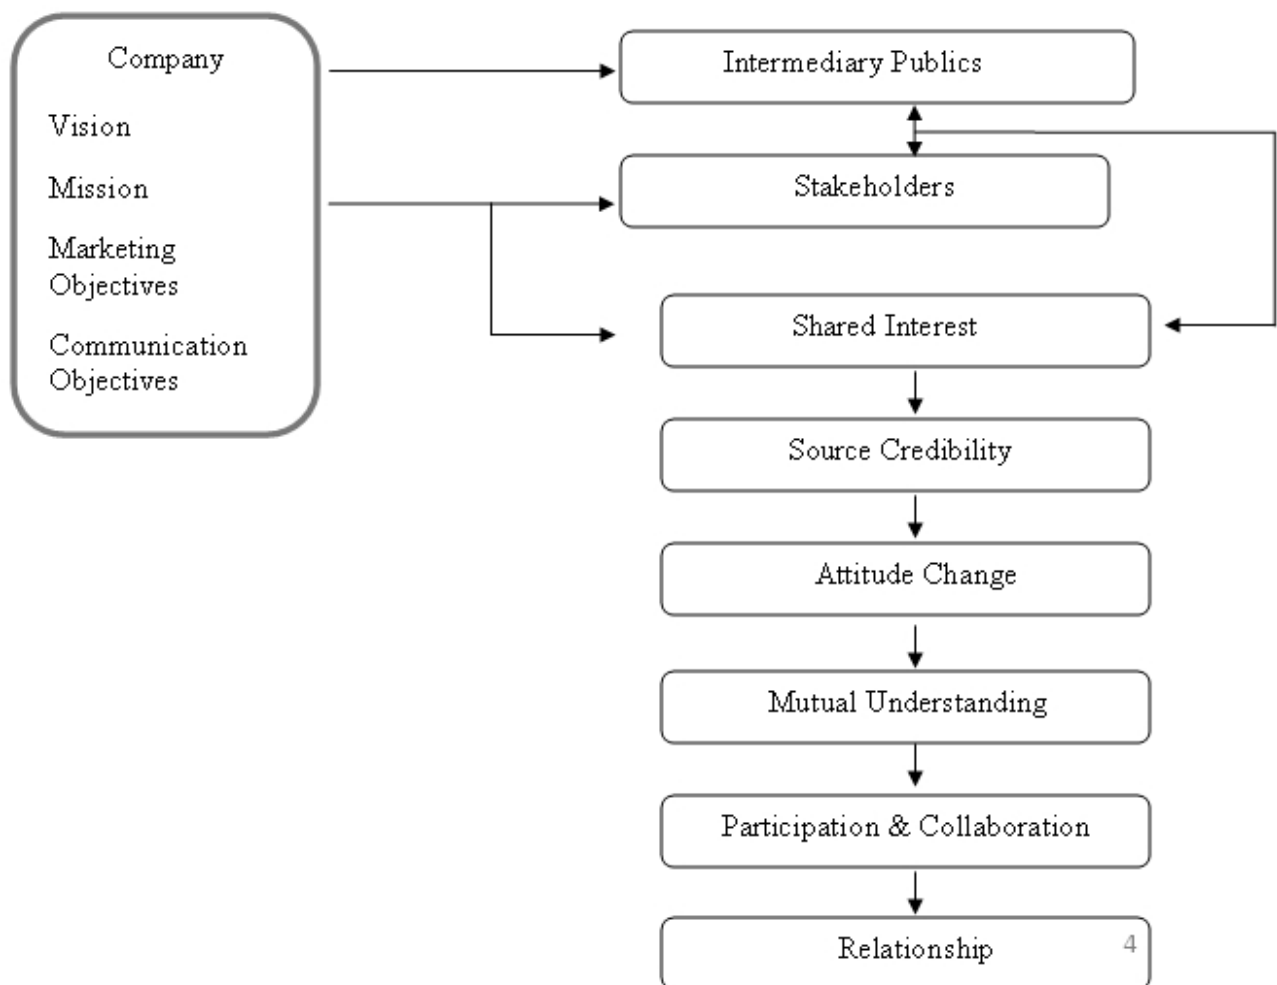 Company
Vision
Mission
Marketing
Objectives
Communication
Objectives
Intermediary Publics
Stakeholders
Shared Interest
Source Credibility
Attitude Change
Mutual Understanding
Participation & Collaboration
Relationship
4